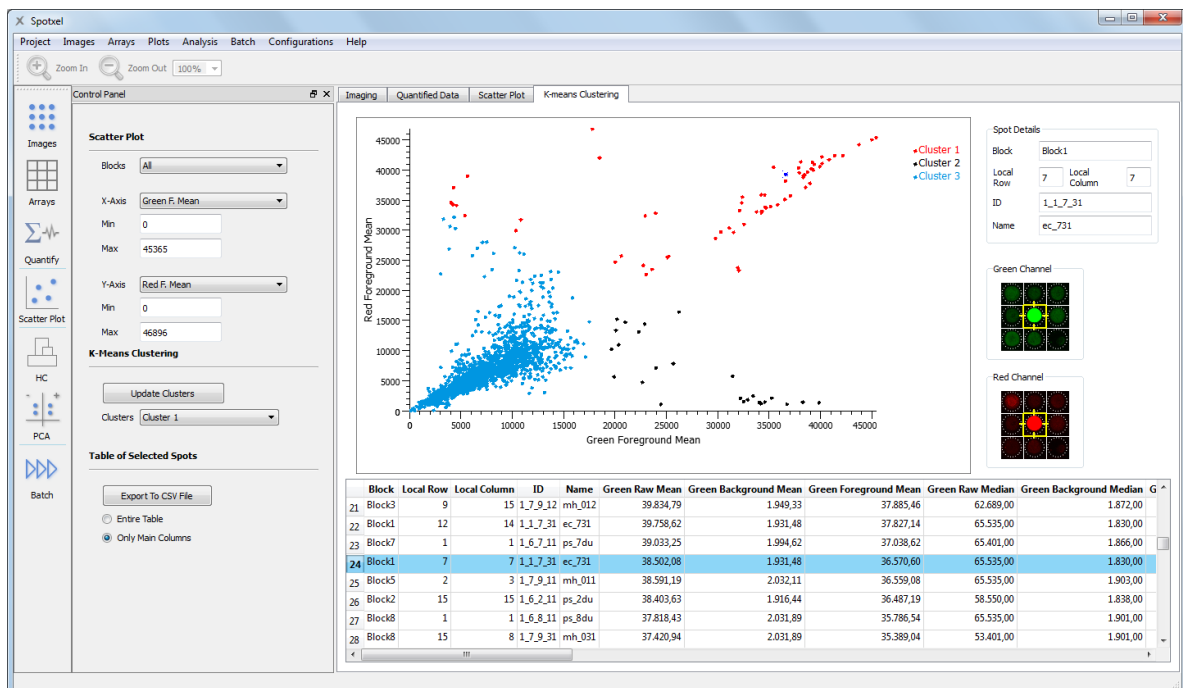 Spotxel
Project Images Arrays Plots Analysis Batch Configurations Help
Zoom In Zoom Out 100%
Images
Arrays
Quantify
Scatter Plot
HC
PCA
Batch
Control Panel
Scatter Plot
Blocks All
X-Axis Green F. Mean
Min 0
Max 45365
Y-Axis Red F. Mean
Min 0
Max 46896
K-Means Clustering
Update Clusters
Clusters Cluster 1
Table of Selected Spots
Export To CSV File
Entire Table
Only Main Columns
Imaging Quantified Data Scatter Plot K-means Clustering
Red Foreground Mean
45000
40000
35000
30000
25000
20000
15000
10000
5000
0
0 5000 10000 15000 20000 25000 30000 35000 40000 45000
Green Foreground Mean
Cluster 1
Cluster 2
Cluster 3
Spot Details
Block Block1
Local Row 7 Local Column 7
ID 1_1_7_31
Name ec_731
Green Channel
Red Channel
Block Local Row Local Column ID Name Green Raw Mean Green Background Mean Green Foreground Mean Green Raw Median Green Background Median G
21 Block3 9 15 1_7_9_12 mh_012 39.834,79 1.949,33 37.885,46 62.689,00 1.872,00
22 Block1 12 14 1_1_7_31 ec_731 39.758,62 1.931,48 37.827,14 65.535,00 1.830,00
23 Block7 1 1 1_6_7_11 ps_7du 39.033,25 1.994,62 37.038,62 65.401,00 1.866,00
24 Block1 7 7 1_1_7_31 ec_731 38.502,08 1.931,48 36.570,60 65.535,00 1.830,00
25 Block5 2 3 1_7_9_11 mh_011 38.591,19 2.032,11 36.559,08 65.535,00 1.903,00
26 Block2 15 15 1_6_2_11 ps_2du 38.403,63 1.916,44 36.487,19 58.550,00 1.838,00
27 Block8 1 1 1_6_8_11 ps_8du 37.818,43 2.031,89 35.786,54 65.535,00 1.901,00
28 Block8 15 8 1_7_9_31 mh_031 37.420,94 2.031,89 35.389,04 53.401,00 1.901,00